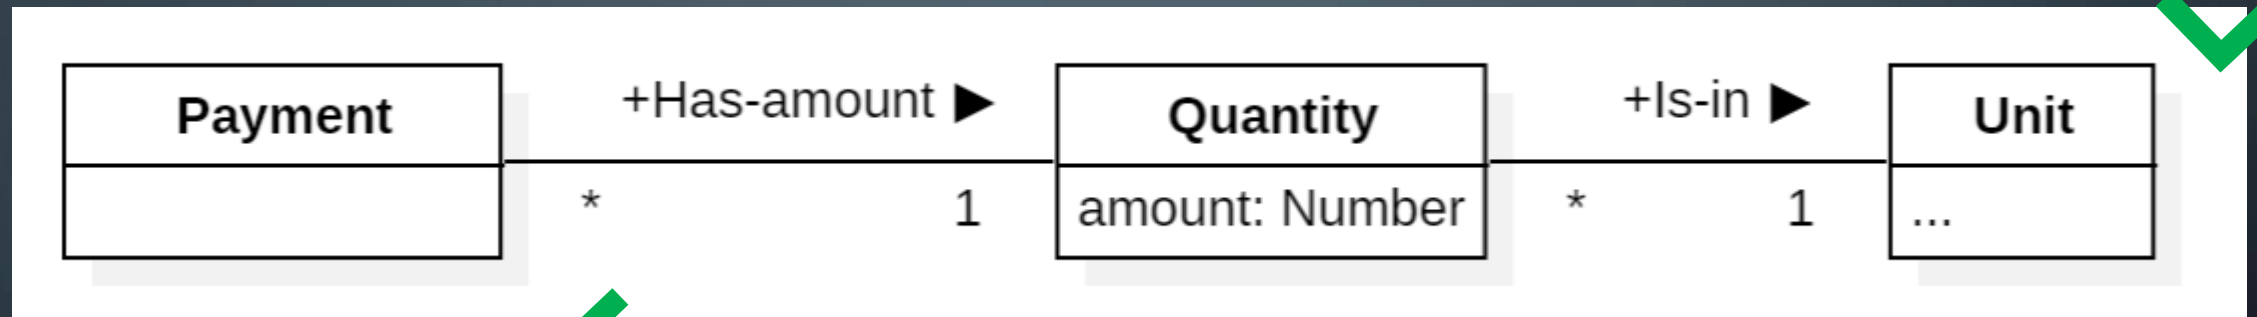 Payment
+Has-amount ▶
* 1
Quantity
amount: Number
+Is-in ▶
* 1
Unit
...